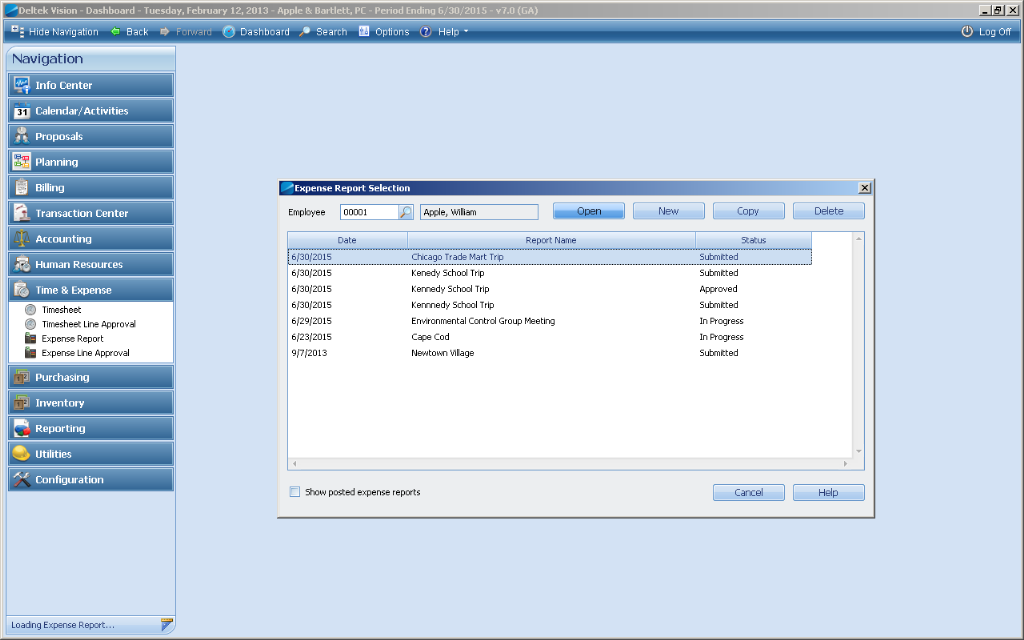 Deltek Vision - Dashboard - Tuesday, February 12, 2013 - Apple & Bartlett, PC - Period Ending 6/30/2015 - v7.0 (GA)
Hide Navigation Back Forward Dashboard Search Options Help Log Off
Navigation
Info Center
31 Calendar/Activities
Proposals
Planning
Billing
Transaction Center
Accounting
Human Resources
Time & Expense
Timesheet
Timesheet Line Approval
Expense Report
Expense Line Approval
Purchasing
Inventory
Reporting
Utilities
Configuration
Loading Expense Report...
Expense Report Selection
Employee 00001 Apple, William Open New Copy Delete
Date Report Name Status
6/30/2015 Chicago Trade Mart Trip Submitted
6/30/2015 Kenedy School Trip Submitted
6/30/2015 Kennedy School Trip Approved
6/30/2015 Kennnedy School Trip Submitted
6/29/2015 Environmental Control Group Meeting In Progress
6/23/2015 Cape Cod In Progress
9/7/2013 Newtown Village Submitted
Show posted expense reports Cancel Help